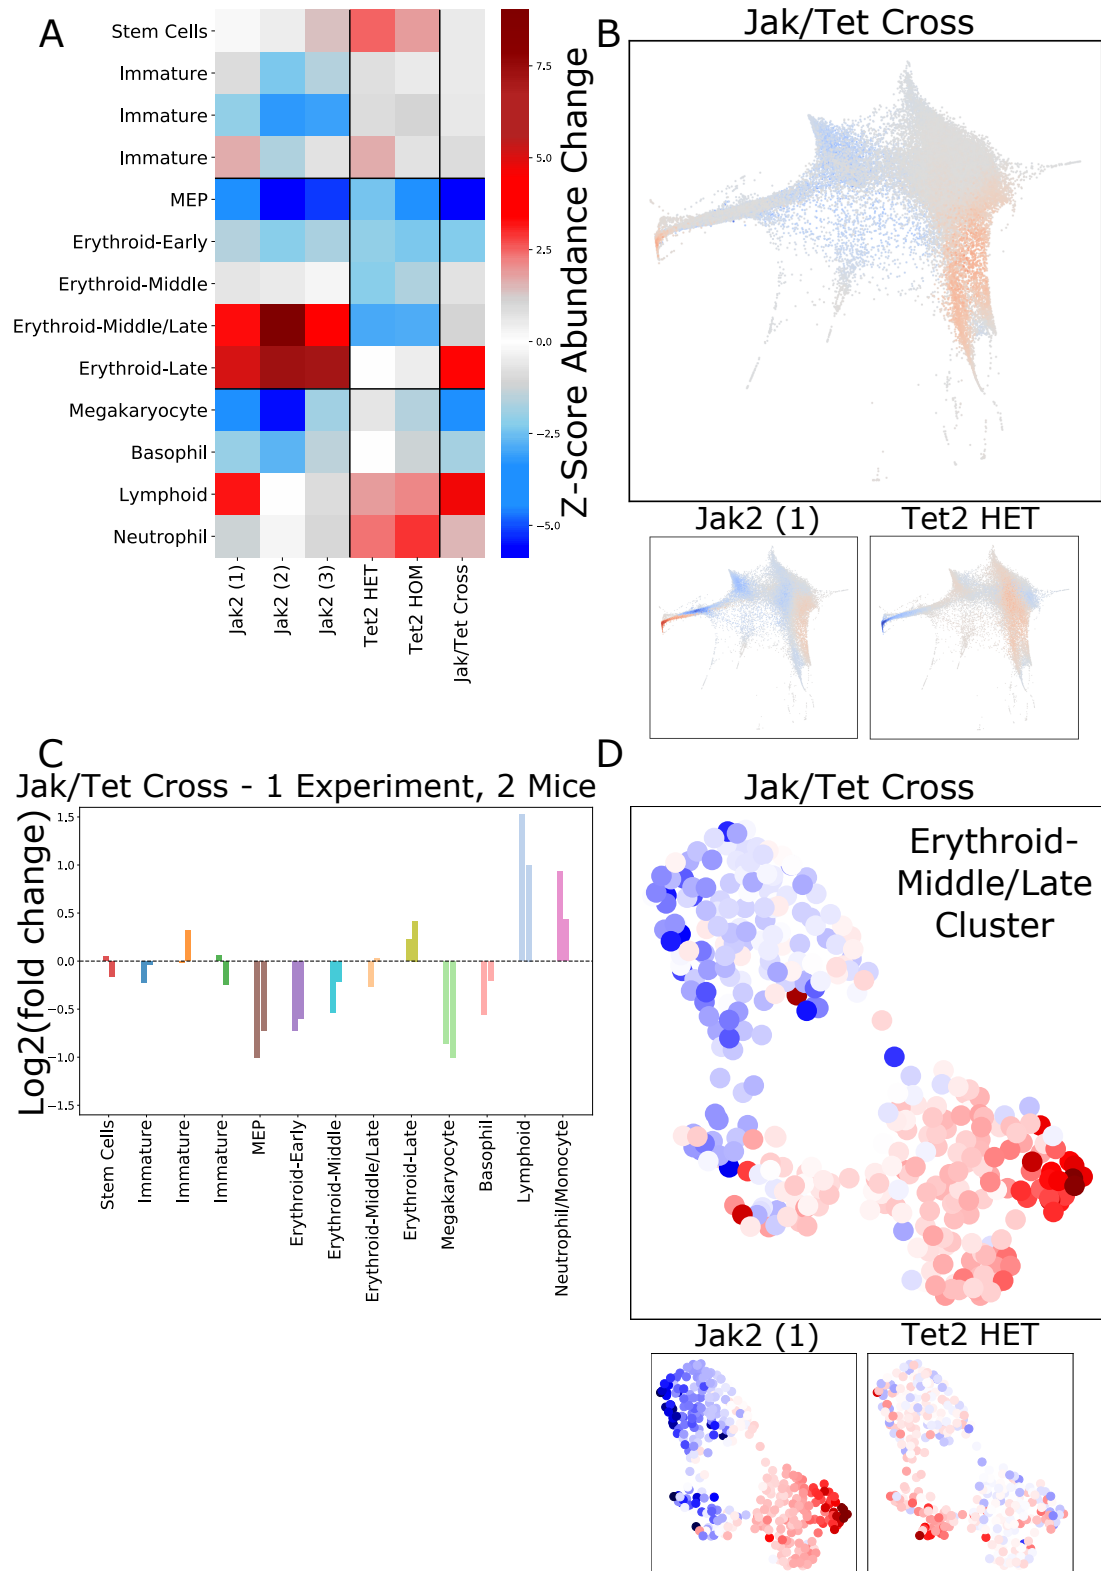 A
Stem Cells
Immature
Immature
Immature
MEP
Erythroid-Early
Erythroid-Middle
Erythroid-Middle/Late
Erythroid-Late
Megakaryocyte
Basophil
Lymphoid
Neutrophil
Jak2 (1)
Jak2 (2)
Jak2 (3)
Tet2 HET
Tet2 HOM
Jak/Tet Cross
7.5
5.0
2.5
0.0
−2.5
−5.0
Z-Score Abundance Change
B
Jak/Tet Cross
Jak2 (1)
Tet2 HET
C
Jak/Tet Cross - 1 Experiment, 2 Mice
Log2(fold change)
1.5
1.0
0.5
0.0
−0.5
−1.0
−1.5
Stem Cells
Immature
Immature
Immature
MEP
Erythroid-Early
Erythroid-Middle
Erythroid-Middle/Late
Erythroid-Late
Megakaryocyte
Basophil
Lymphoid
Neutrophil/Monocyte
D
Jak/Tet Cross
Erythroid-
Middle/Late
Cluster
Jak2 (1)
Tet2 HET